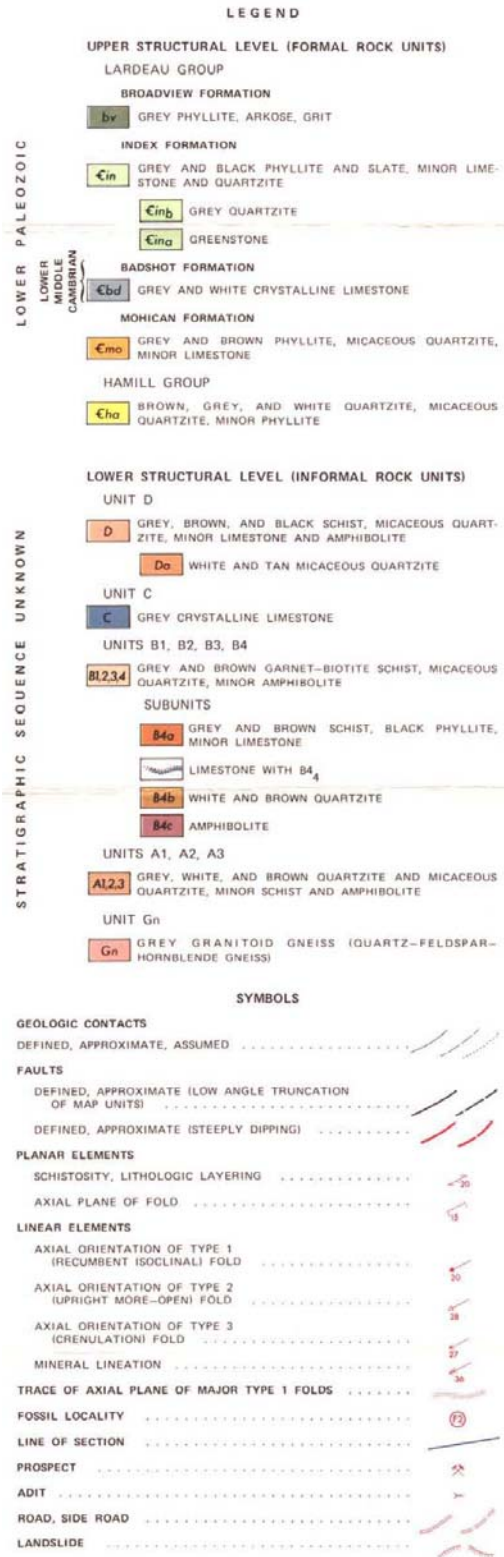 LEGEND
UPPER STRUCTURAL LEVEL (FORMAL ROCK UNITS)
LARDEAU GROUP
BROADVIEW FORMATION
bv GREY PHYLLITE, ARKOSE, GRIT
INDEX FORMATION
€in GREY AND BLACK PHYLLITE AND SLATE, MINOR LIME-
STONE AND QUARTZITE
€inb GREY QUARTZITE
€ina GREENSTONE
BADSHOT FORMATION
€bd GREY AND WHITE CRYSTALLINE LIMESTONE
MOHICAN FORMATION
€mo GREY AND BROWN PHYLLITE, MICACEOUS QUARTZITE,
MINOR LIMESTONE
HAMILL GROUP
€ha BROWN, GREY, AND WHITE QUARTZITE, MICACEOUS
QUARTZITE, MINOR PHYLLITE
LOWER PALEOZOIC
LOWER
MIDDLE
CAMBRIAN
LOWER STRUCTURAL LEVEL (INFORMAL ROCK UNITS)
UNIT D
D GREY, BROWN, AND BLACK SCHIST, MICACEOUS QUART-
ZITE, MINOR LIMESTONE AND AMPHIBOLITE
Da WHITE AND TAN MICACEOUS QUARTZITE
UNIT C
C GREY CRYSTALLINE LIMESTONE
UNITS B1, B2, B3, B4
B1,2,3,4 GREY AND BROWN GARNET–BIOTITE SCHIST, MICACEOUS
QUARTZITE, MINOR AMPHIBOLITE
SUBUNITS
B4a GREY AND BROWN SCHIST, BLACK PHYLLITE,
MINOR LIMESTONE
LIMESTONE WITH B44
B4b WHITE AND BROWN QUARTZITE
B4c AMPHIBOLITE
UNITS A1, A2, A3
A1,2,3 GREY, WHITE, AND BROWN QUARTZITE AND MICACEOUS
QUARTZITE, MINOR SCHIST AND AMPHIBOLITE
UNIT Gn
Gn GREY GRANITOID GNEISS (QUARTZ–FELDSPAR–
HORNBLENDE GNEISS)
STRATIGRAPHIC SEQUENCE UNKNOWN
SYMBOLS
GEOLOGIC CONTACTS
DEFINED, APPROXIMATE, ASSUMED
FAULTS
DEFINED, APPROXIMATE (LOW ANGLE TRUNCATION
OF MAP UNITS)
DEFINED, APPROXIMATE (STEEPLY DIPPING)
PLANAR ELEMENTS
SCHISTOSITY, LITHOLOGIC LAYERING 20
AXIAL PLANE OF FOLD 15
LINEAR ELEMENTS
AXIAL ORIENTATION OF TYPE 1
(RECUMBENT ISOCLINAL) FOLD 20
AXIAL ORIENTATION OF TYPE 2
(UPRIGHT MORE–OPEN) FOLD 28
AXIAL ORIENTATION OF TYPE 3
(CRENULATION) FOLD 27
MINERAL LINEATION 36
TRACE OF AXIAL PLANE OF MAJOR TYPE 1 FOLDS
FOSSIL LOCALITY F2
LINE OF SECTION
PROSPECT
ADIT
ROAD, SIDE ROAD
LANDSLIDE